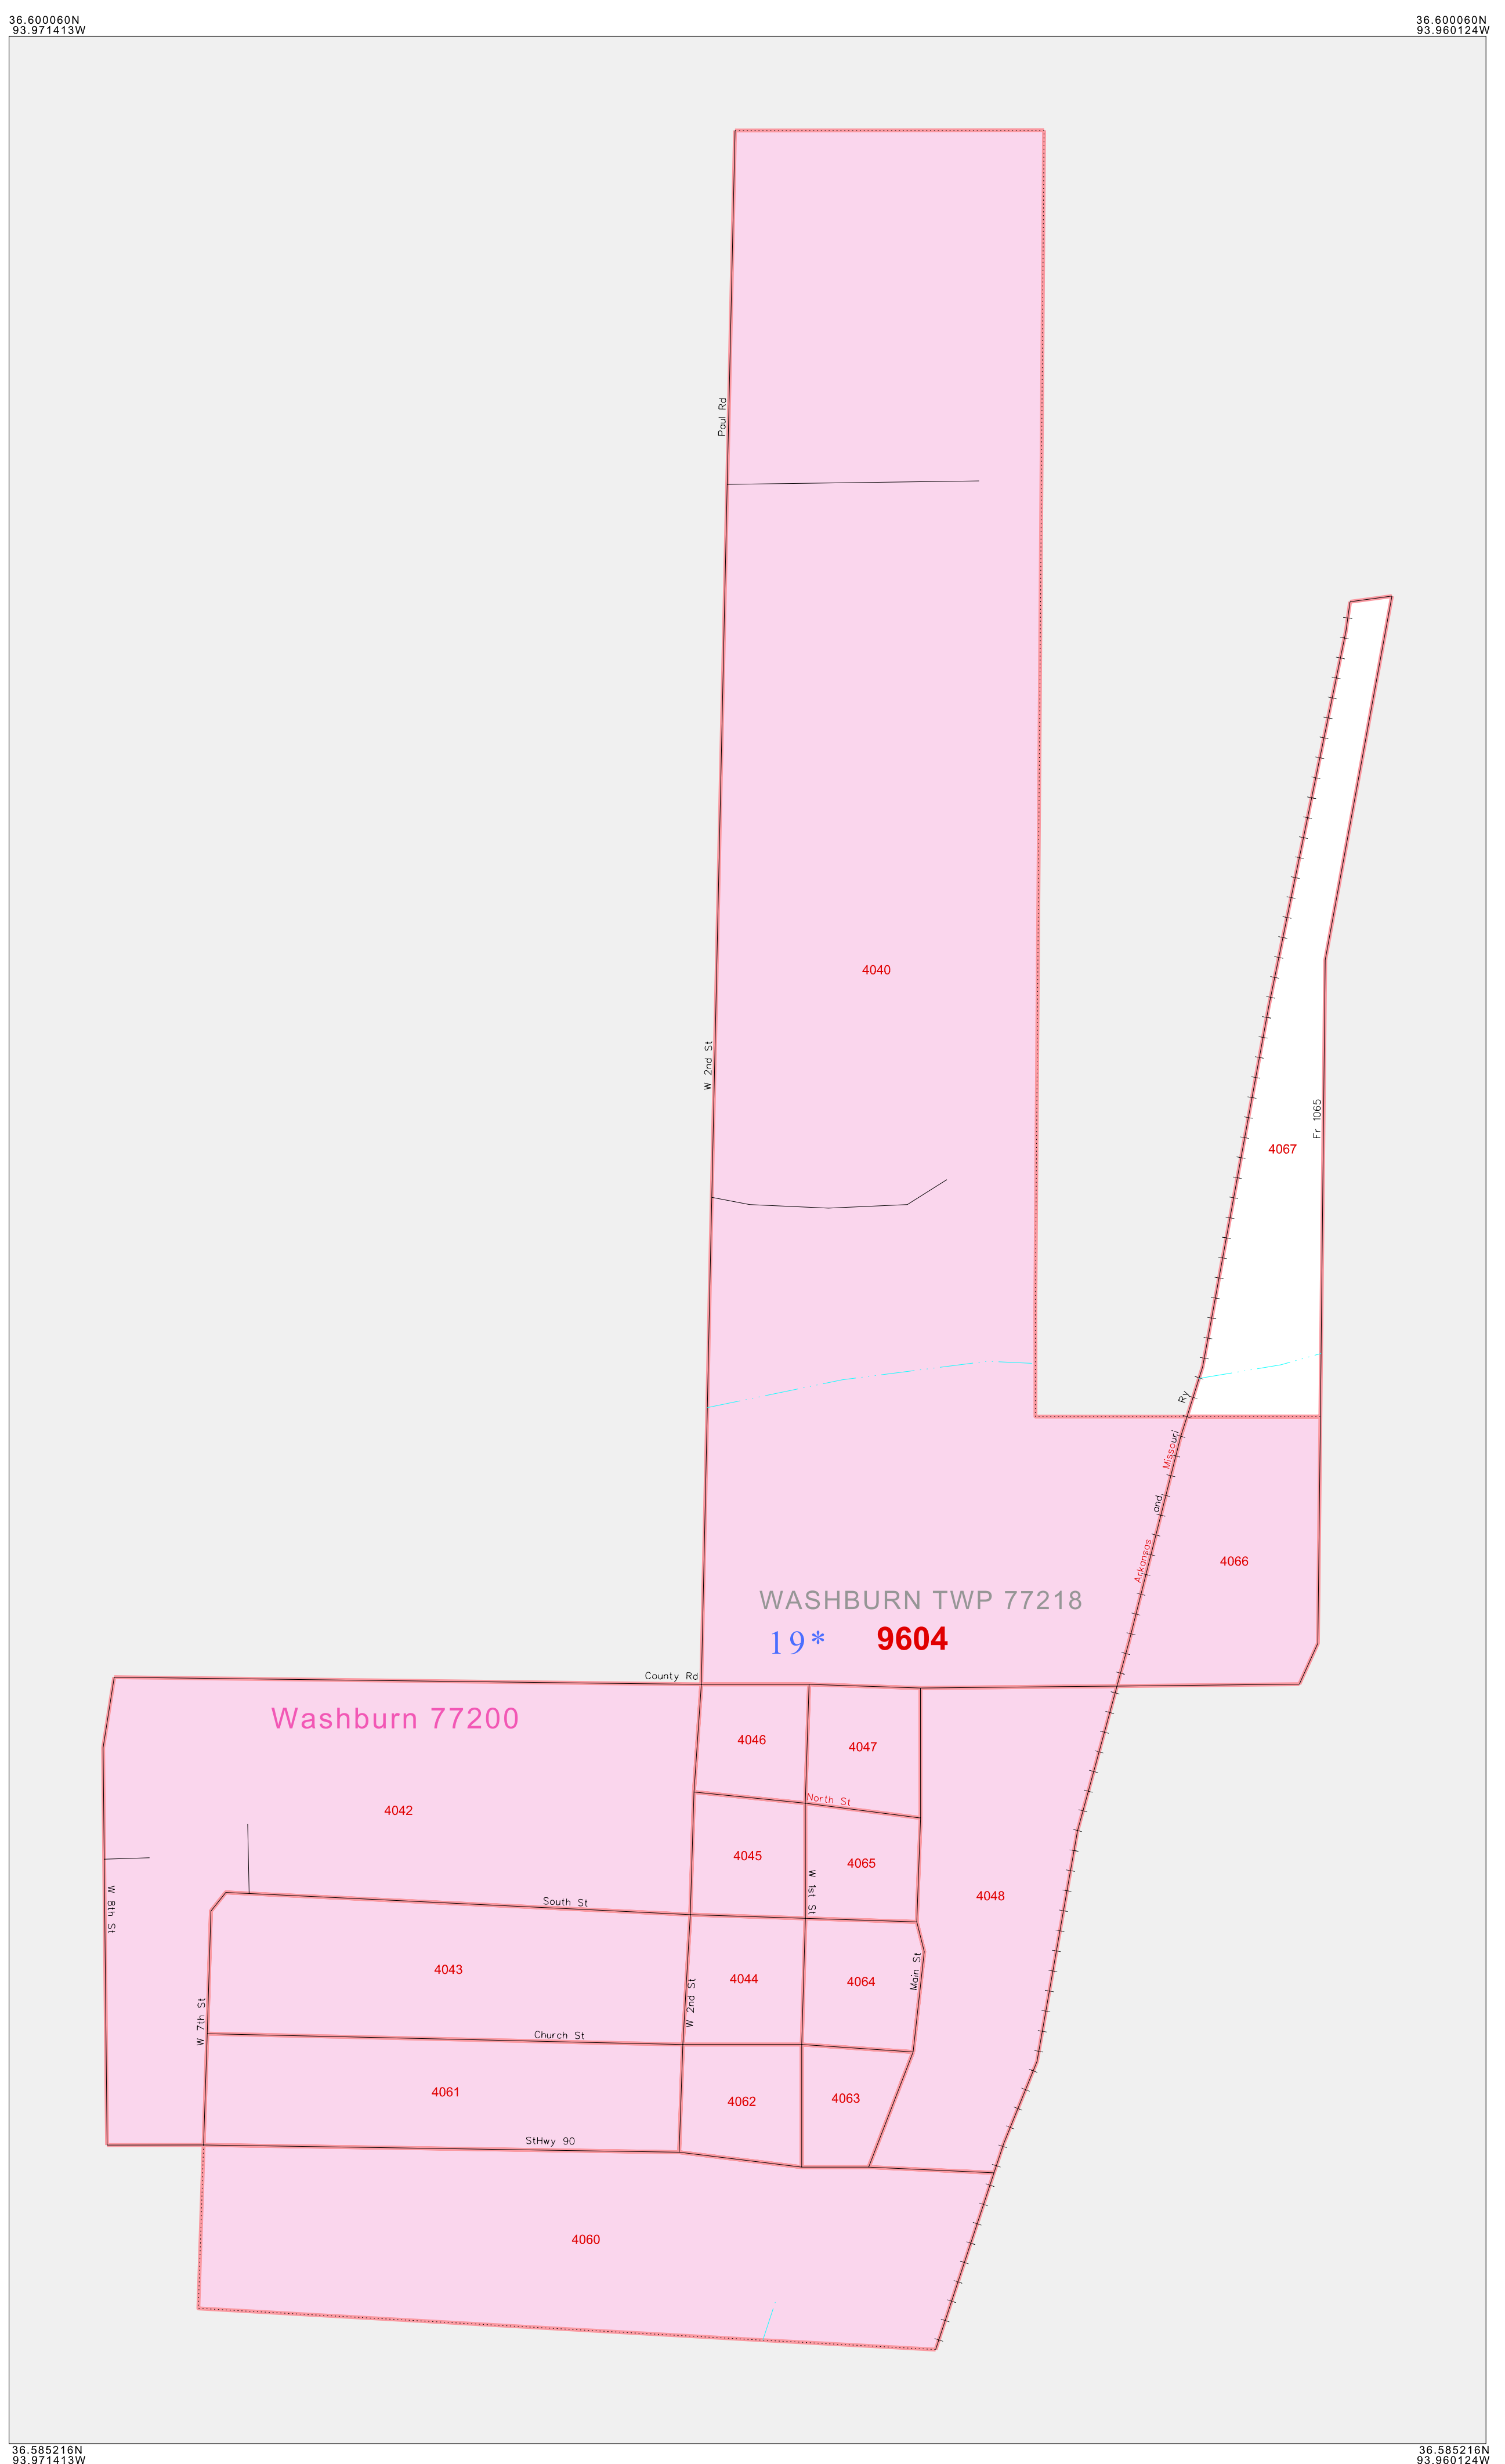 36.600060N
93.971413W
36.600060N
93.960124W
Paul Rd
4040
W 2nd St
Fr 1065
4067
Arkansas and Missouri Ry
4066
WASHBURN TWP 77218
19* 9604
County Rd
Washburn 77200
4046
4047
North St
4042
4045
4065
W 1st St
4048
W 8th St
South St
4043
4044
4064
Main St
W 2nd St
W 7th St
Church St
4061
4062
4063
StHwy 90
4060
36.585216N
93.971413W
36.585216N
93.960124W